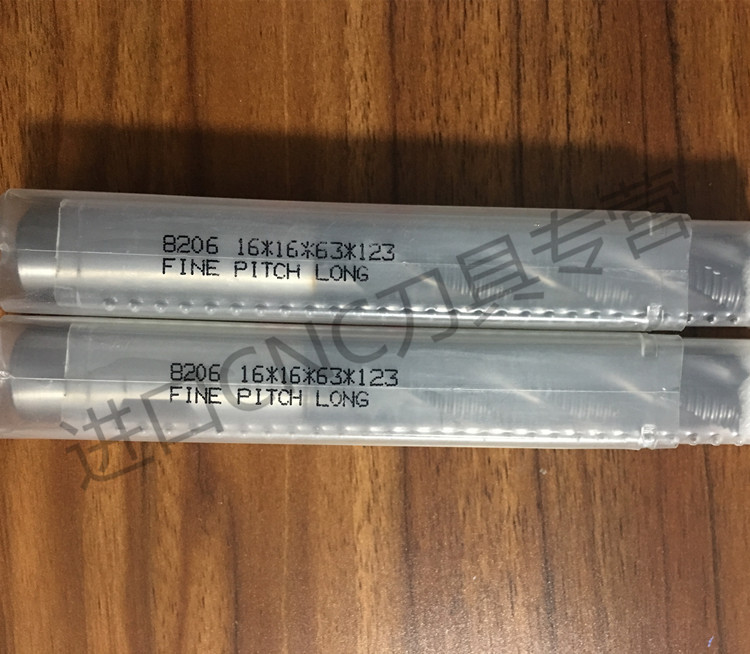 8206 16*16*63*123
FINE PITCH LONG
8206 16*16*63*123
FINE PITCH LONG
进口CNC刀具专营